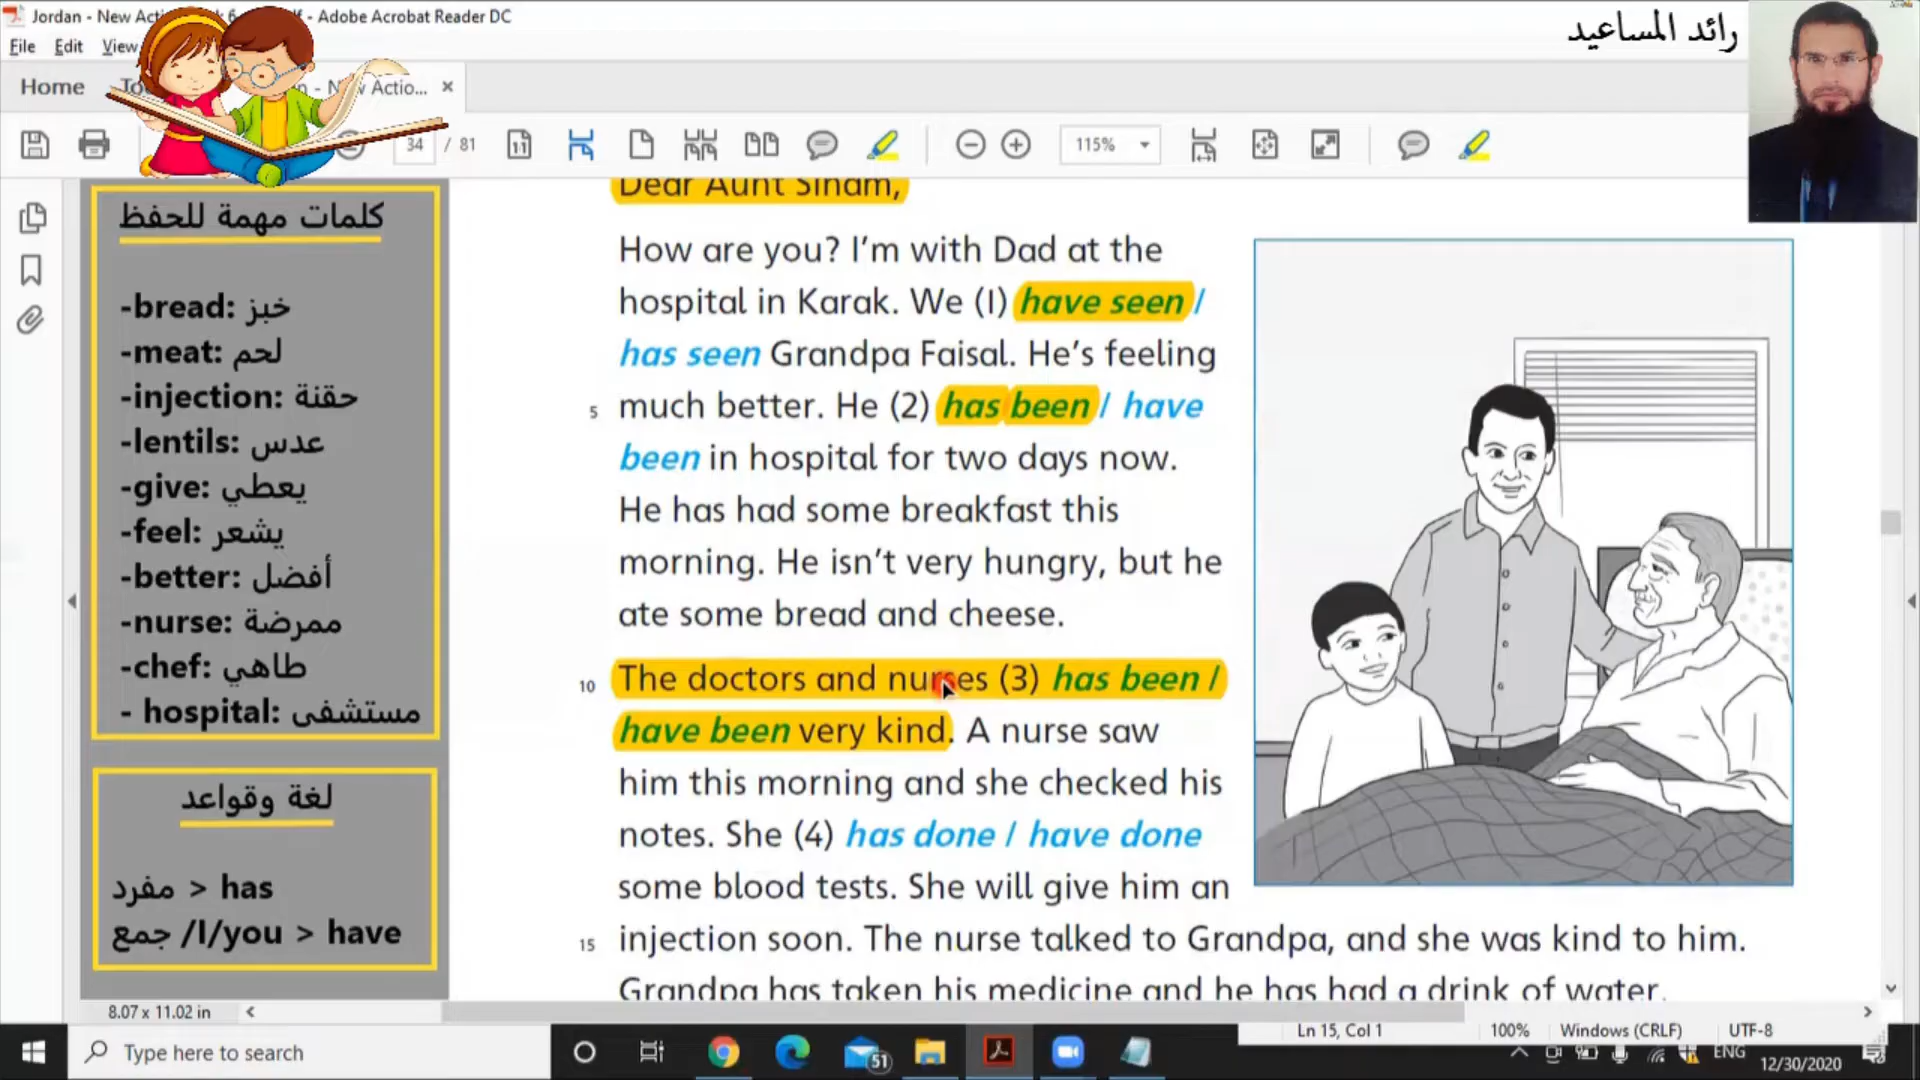 Jordan - New Acti
df - Adobe Acrobat Reader DC
رائد المساعيد
File Edit View
Home
Actio...
34 / 81
115%
كلمات مهمة للحفظ
-bread: خبز
-meat: لحم
-injection: حقنة
-lentils: عدس
-give: يعطي
-feel: يشعر
-better: أفضل
-nurse: ممرضة
-chef: طاهي
- hospital: مستشفى
لغة وقواعد
مفرد > has
جمع /I/you > have
Dear Aunt Sinam,
How are you? I'm with Dad at the
hospital in Karak. We (1) have seen /
has seen Grandpa Faisal. He's feeling
5 much better. He (2) has been / have
been in hospital for two days now.
He has had some breakfast this
morning. He isn't very hungry, but he
ate some bread and cheese.
10 The doctors and nurses (3) has been /
have been very kind. A nurse saw
him this morning and she checked his
notes. She (4) has done / have done
some blood tests. She will give him an
15 injection soon. The nurse talked to Grandpa, and she was kind to him.
Grandpa has taken his medicine and he has had a drink of water.
8.07 x 11.02 in
Ln 15, Col 1 100% Windows (CRLF) UTF-8
Type here to search
51
ENG
12/30/2020